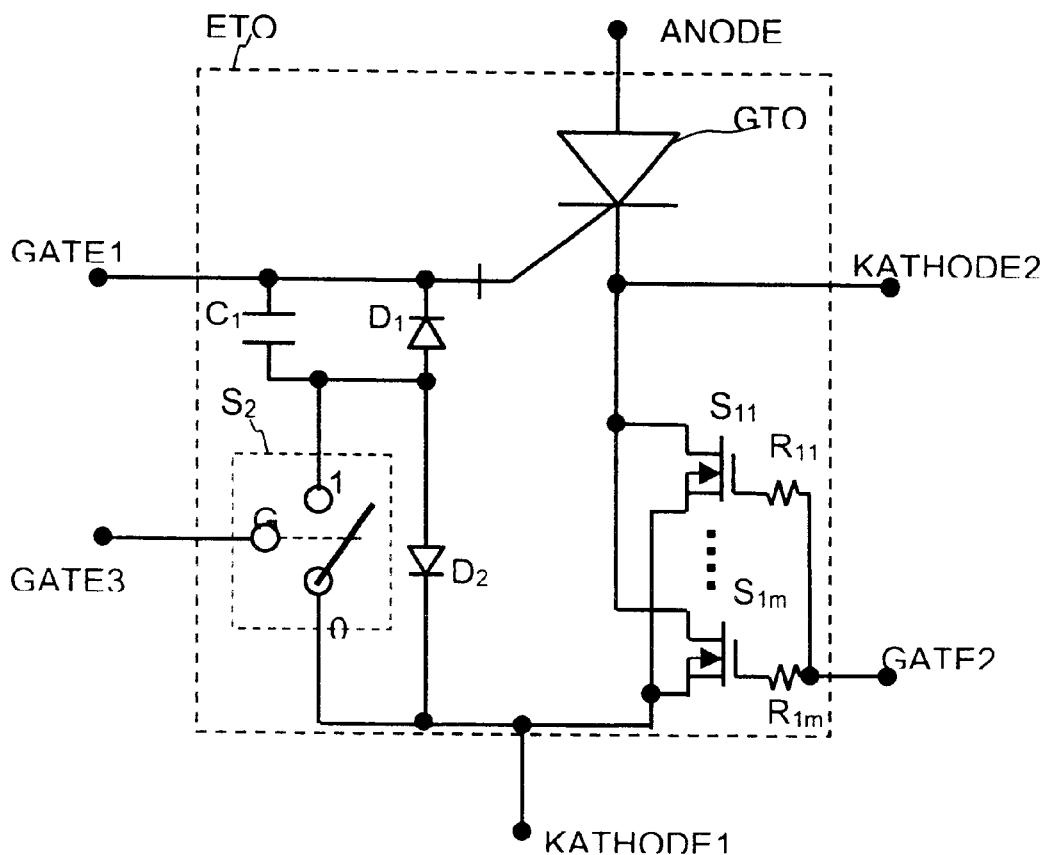 ETO
ANODE
GTO
GATE1
KATHODE2
C1
D1
S2
S11
R11
1
G
GATE3
D2
S1m
0
GATE2
R1m
KATHODE1